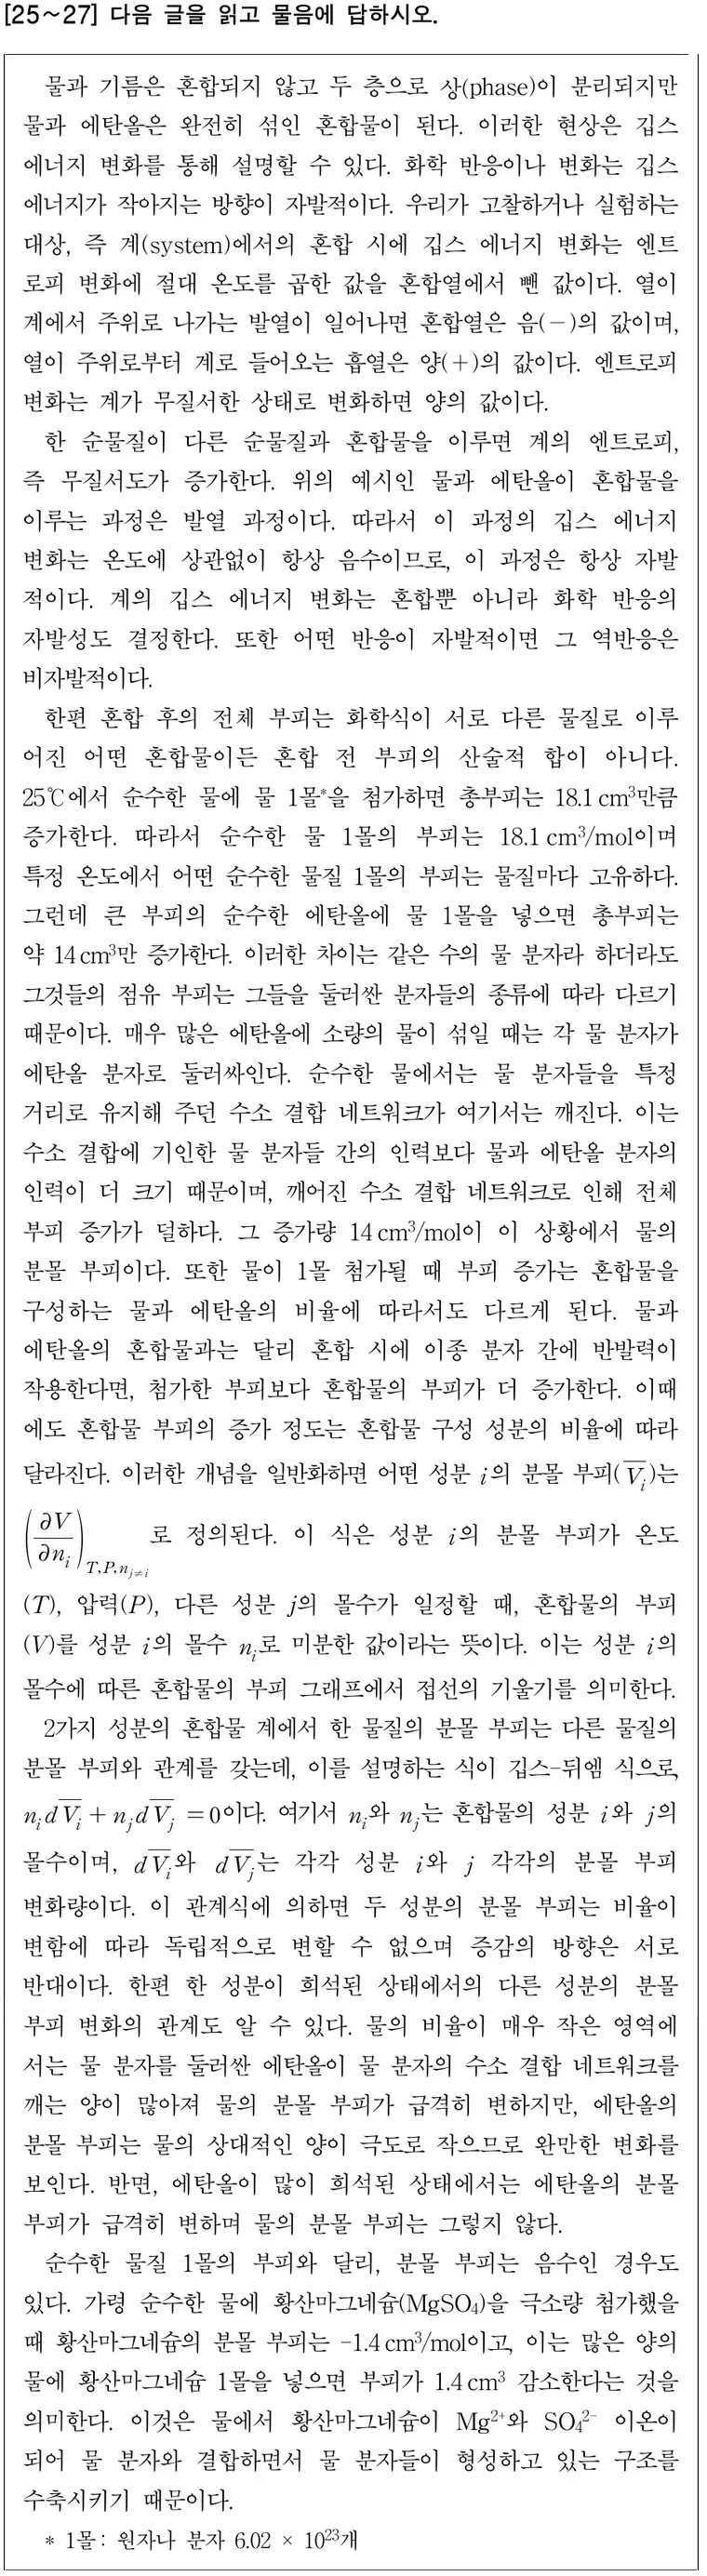 [25～27] 다음 글을 읽고 물음에 답하시오.
물과 기름은 혼합되지 않고 두 층으로 상(phase)이 분리되지만
물과 에탄올은 완전히 섞인 혼합물이 된다. 이러한 현상은 깁스
에너지 변화를 통해 설명할 수 있다. 화학 반응이나 변화는 깁스
에너지가 작아지는 방향이 자발적이다. 우리가 고찰하거나 실험하는
대상, 즉 계(system)에서의 혼합 시에 깁스 에너지 변화는 엔트
로피 변화에 절대 온도를 곱한 값을 혼합열에서 뺀 값이다. 열이
계에서 주위로 나가는 발열이 일어나면 혼합열은 음(−)의 값이며,
열이 주위로부터 계로 들어오는 흡열은 양(+)의 값이다. 엔트로피
변화는 계가 무질서한 상태로 변화하면 양의 값이다.
한 순물질이 다른 순물질과 혼합물을 이루면 계의 엔트로피,
즉 무질서도가 증가한다. 위의 예시인 물과 에탄올이 혼합물을
이루는 과정은 발열 과정이다. 따라서 이 과정의 깁스 에너지
변화는 온도에 상관없이 항상 음수이므로, 이 과정은 항상 자발
적이다. 계의 깁스 에너지 변화는 혼합뿐 아니라 화학 반응의
자발성도 결정한다. 또한 어떤 반응이 자발적이면 그 역반응은
비자발적이다.
한편 혼합 후의 전체 부피는 화학식이 서로 다른 물질로 이루
어진 어떤 혼합물이든 혼합 전 부피의 산술적 합이 아니다.
25℃에서 순수한 물에 물 1몰*을 첨가하면 총부피는 18.1 cm³만큼
증가한다. 따라서 순수한 물 1몰의 부피는 18.1 cm³/mol이며
특정 온도에서 어떤 순수한 물질 1몰의 부피는 물질마다 고유하다.
그런데 큰 부피의 순수한 에탄올에 물 1몰을 넣으면 총부피는
약 14 cm³만 증가한다. 이러한 차이는 같은 수의 물 분자라 하더라도
그것들의 점유 부피는 그들을 둘러싼 분자들의 종류에 따라 다르기
때문이다. 매우 많은 에탄올에 소량의 물이 섞일 때는 각 물 분자가
에탄올 분자로 둘러싸인다. 순수한 물에서는 물 분자들을 특정
거리로 유지해 주던 수소 결합 네트워크가 여기서는 깨진다. 이는
수소 결합에 기인한 물 분자들 간의 인력보다 물과 에탄올 분자의
인력이 더 크기 때문이며, 깨어진 수소 결합 네트워크로 인해 전체
부피 증가가 덜하다. 그 증가량 14 cm³/mol이 이 상황에서 물의
분몰 부피이다. 또한 물이 1몰 첨가될 때 부피 증가는 혼합물을
구성하는 물과 에탄올의 비율에 따라서도 다르게 된다. 물과
에탄올의 혼합물과는 달리 혼합 시에 이종 분자 간에 반발력이
작용한다면, 첨가한 부피보다 혼합물의 부피가 더 증가한다. 이때
에도 혼합물 부피의 증가 정도는 혼합물 구성 성분의 비율에 따라
달라진다. 이러한 개념을 일반화하면 어떤 성분 i의 분몰 부피(V̅ᵢ)는
(∂V/∂nᵢ)T,P,nj≠i 로 정의된다. 이 식은 성분 i의 분몰 부피가 온도
(T), 압력(P), 다른 성분 j의 몰수가 일정할 때, 혼합물의 부피
(V)를 성분 i의 몰수 nᵢ로 미분한 값이라는 뜻이다. 이는 성분 i의
몰수에 따른 혼합물의 부피 그래프에서 접선의 기울기를 의미한다.
2가지 성분의 혼합물 계에서 한 물질의 분몰 부피는 다른 물질의
분몰 부피와 관계를 갖는데, 이를 설명하는 식이 깁스-뒤엠 식으로,
nᵢdV̅ᵢ + nⱼdV̅ⱼ = 0이다. 여기서 nᵢ와 nⱼ는 혼합물의 성분 i와 j의
몰수이며, dV̅ᵢ와 dV̅ⱼ는 각각 성분 i와 j 각각의 분몰 부피
변화량이다. 이 관계식에 의하면 두 성분의 분몰 부피는 비율이
변함에 따라 독립적으로 변할 수 없으며 증감의 방향은 서로
반대이다. 한편 한 성분이 희석된 상태에서의 다른 성분의 분몰
부피 변화의 관계도 알 수 있다. 물의 비율이 매우 작은 영역에
서는 물 분자를 둘러싼 에탄올이 물 분자의 수소 결합 네트워크를
깨는 양이 많아져 물의 분몰 부피가 급격히 변하지만, 에탄올의
분몰 부피는 물의 상대적인 양이 극도로 작으므로 완만한 변화를
보인다. 반면, 에탄올이 많이 희석된 상태에서는 에탄올의 분몰
부피가 급격히 변하며 물의 분몰 부피는 그렇지 않다.
순수한 물질 1몰의 부피와 달리, 분몰 부피는 음수인 경우도
있다. 가령 순수한 물에 황산마그네슘(MgSO₄)을 극소량 첨가했을
때 황산마그네슘의 분몰 부피는 -1.4 cm³/mol이고, 이는 많은 양의
물에 황산마그네슘 1몰을 넣으면 부피가 1.4 cm³ 감소한다는 것을
의미한다. 이것은 물에서 황산마그네슘이 Mg²⁺와 SO₄²⁻ 이온이
되어 물 분자와 결합하면서 물 분자들이 형성하고 있는 구조를
수축시키기 때문이다.
* 1몰 : 원자나 분자 6.02 × 10²³개